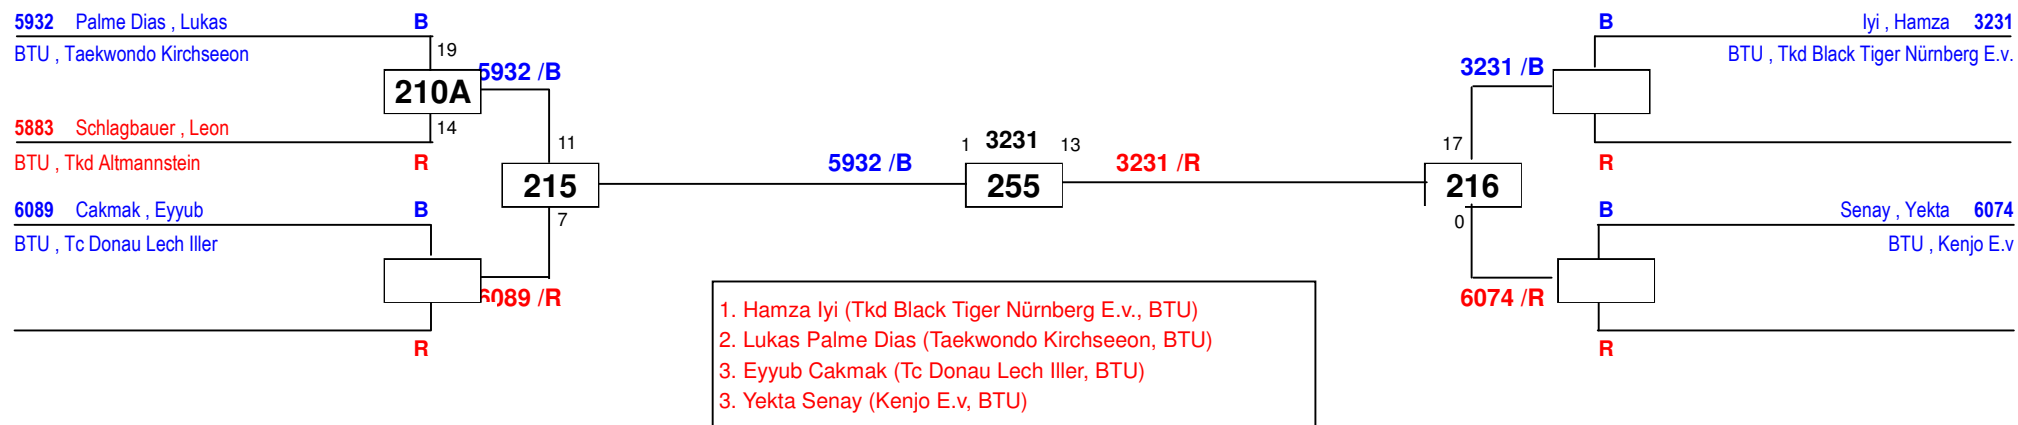 5932 Palme Dias , Lukas B
BTU , Taekwondo Kirchseeon
19
210A
5932 /B
14
5883 Schlagbauer , Leon
BTU , Tkd Altmannstein R
11
215
7
6089 Cakmak , Eyyub B
BTU , Tc Donau Lech Iller
6089 /R
R
5932 /B
1 3231 13
255
3231 /R
B Iyi , Hamza 3231
BTU , Tkd Black Tiger Nürnberg E.v.
3231 /B
R
17
216
0
B Senay , Yekta 6074
BTU , Kenjo E.v
6074 /R
R
1. Hamza Iyi (Tkd Black Tiger Nürnberg E.v., BTU)
2. Lukas Palme Dias (Taekwondo Kirchseeon, BTU)
3. Eyyub Cakmak (Tc Donau Lech Iller, BTU)
3. Yekta Senay (Kenjo E.v, BTU)